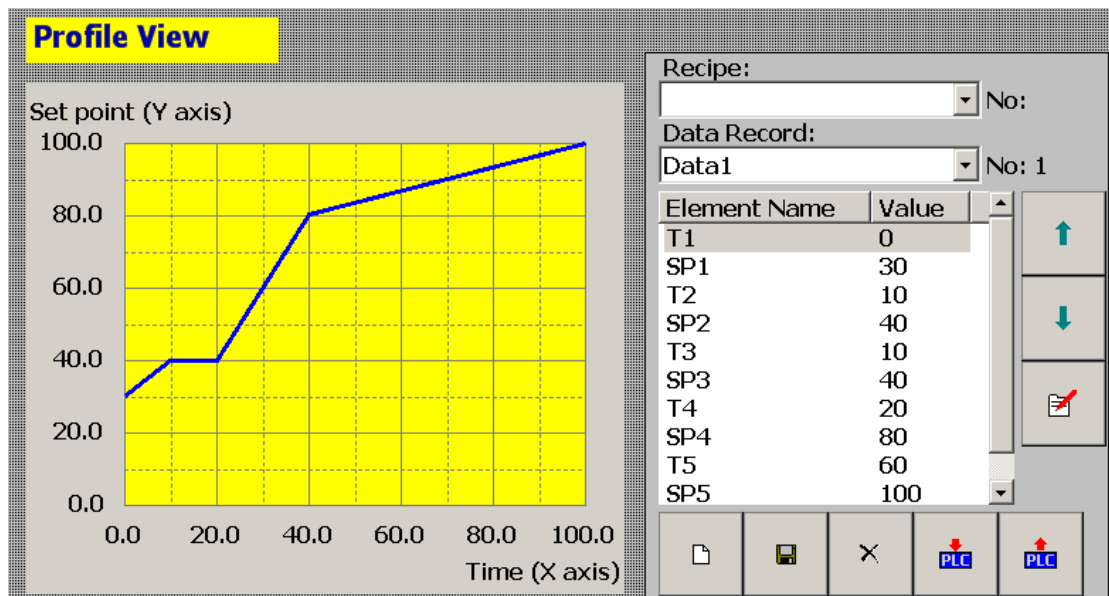 Profile View
Set point (Y axis)
100.0
80.0
60.0
40.0
20.0
0.0
0.0 20.0 40.0 60.0 80.0 100.0
Time (X axis)
Recipe:
No:
Data Record:
Data1 No: 1
Element Name Value
T1 0
SP1 30
T2 10
SP2 40
T3 10
SP3 40
T4 20
SP4 80
T5 60
SP5 100
PLC PLC